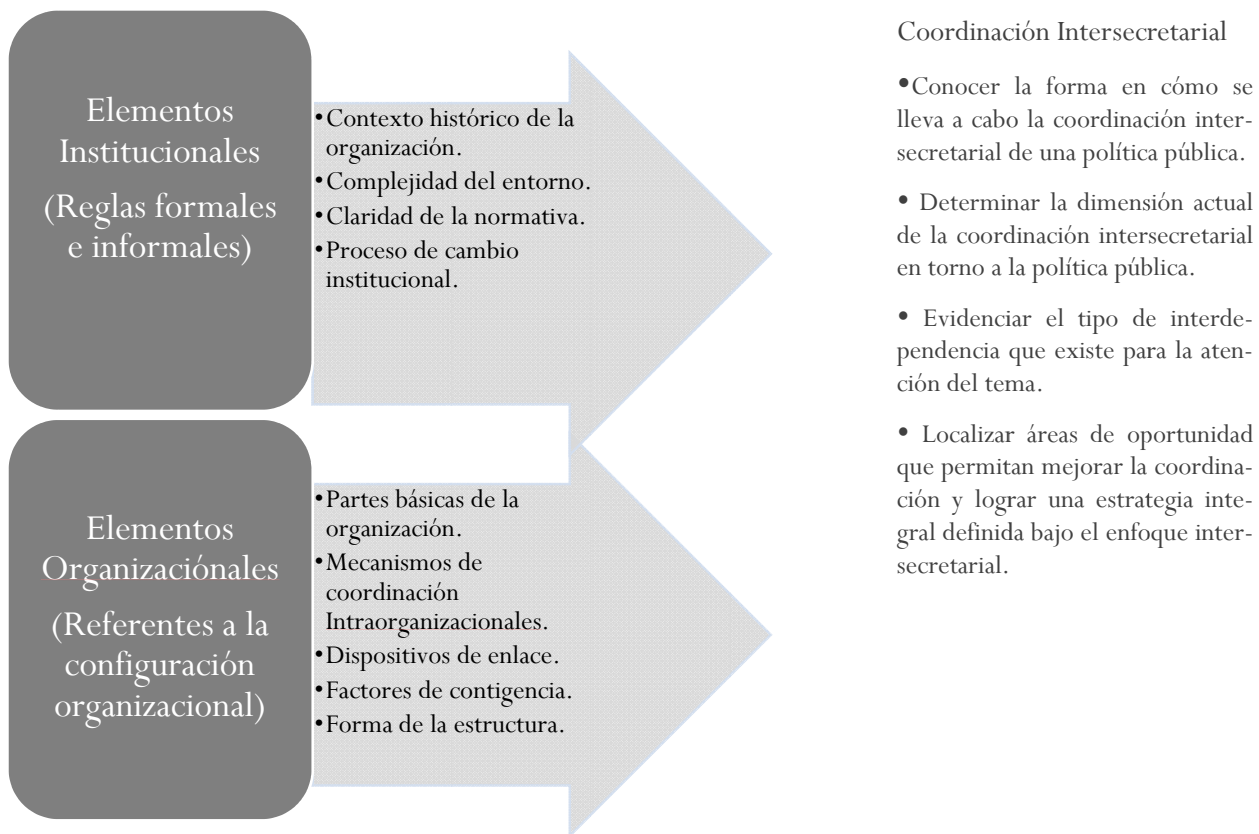 Elementos
Institucionales
(Reglas formales
e informales)
•Contexto histórico de la
organización.
•Complejidad del entorno.
•Claridad de la normativa.
•Proceso de cambio
institucional.
Elementos
Organizaciónales
(Referentes a la
configuración
organizacional)
•Partes básicas de la
organización.
•Mecanismos de
coordinación
Intraorganizacionales.
•Dispositivos de enlace.
•Factores de contigencia.
•Forma de la estructura.
Coordinación Intersecretarial
•Conocer la forma en cómo se
lleva a cabo la coordinación inter-
secretarial de una política pública.
• Determinar la dimensión actual
de la coordinación intersecretarial
en torno a la política pública.
• Evidenciar el tipo de interde-
pendencia que existe para la aten-
ción del tema.
• Localizar áreas de oportunidad
que permitan mejorar la coordina-
ción y lograr una estrategia inte-
gral definida bajo el enfoque inter-
secretarial.